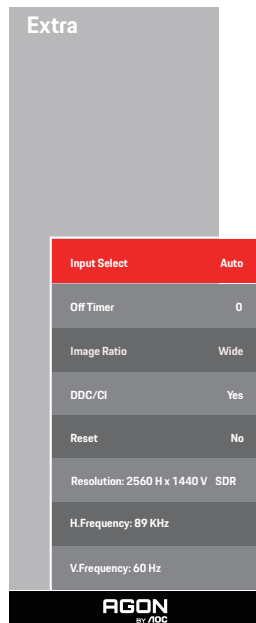 Extra
Input Select Auto
Off Timer 0
Image Ratio Wide
DDC/CI Yes
Reset No
Resolution: 2560 H x 1440 V SDR
H.Frequency: 89 KHz
V.Frequency: 60 Hz
AGON
BY AOC